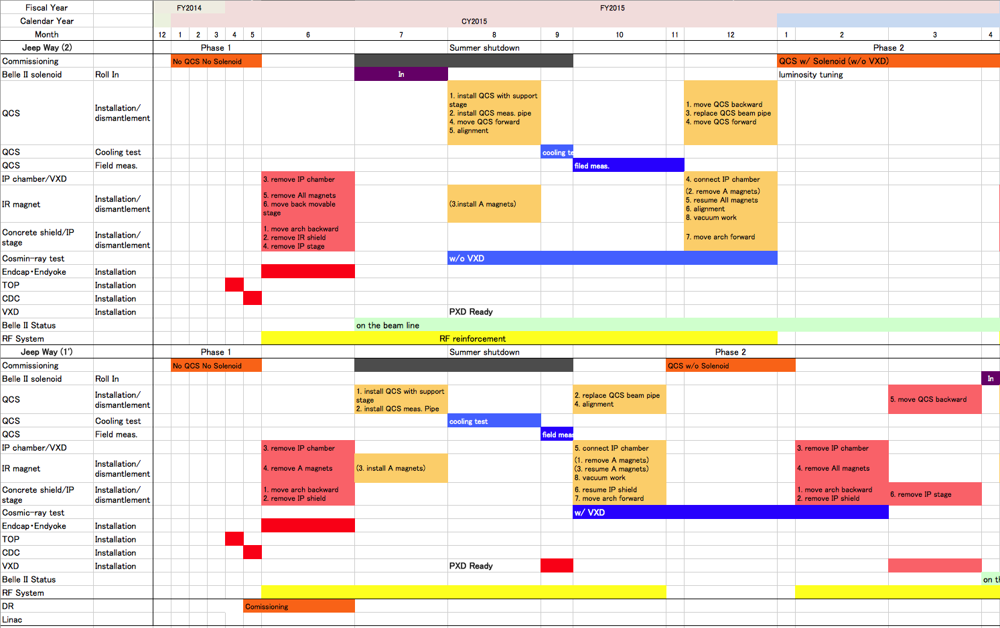 Fiscal Year FY2014 FY2015
Calendar Year CY2015
Month 12 1 2 3 4 5 6 7 8 9 10 11 12 1 2 3 4
Jeep Way (2) Phase 1 Summer shutdown Phase 2
Commissioning No QCS No Solenoid QCS w/ Solenoid (w/o VXD)
Belle II solenoid Roll In In luminosity tuning
QCS Installation/
dismantlement
1. install QCS with support
stage
2. install QCS meas. pipe
4. move QCS forward
5. alignment
1. move QCS backward
3. replace QCS beam pipe
4. move QCS forward
QCS Cooling test cooling te
QCS Field meas. filed meas.
IP chamber/VXD 3. remove IP chamber 4. connect IP chamber
IR magnet Installation/
dismantlement
5. remove All magnets
6. move back movable
stage
(3.install A magnets)
(2. remove A magnets)
5. resume All magnets
6. alignment
8. vacuum work
Concrete shield/IP
stage
Installation/
dismantlement
1. move arch backward
2. remove IR shield
4. remove IP stage
7. move arch forward
Cosmin-ray test w/o VXD
Endcap・Endyoke Installation
TOP Installation
CDC Installation
VXD Installation PXD Ready
Belle II Status on the beam line
RF System RF reinforcement
Jeep Way (1') Phase 1 Summer shutdown Phase 2
Commissioning No QCS No Solenoid QCS w/o Solenoid
Belle II solenoid Roll In In
QCS Installation/
dismantlement
1. install QCS with support
stage
2. install QCS meas. Pipe
2. replace QCS beam pipe
4. alignment
5. move QCS backward
QCS Cooling test cooling test
QCS Field meas. field meas
IP chamber/VXD 3. remove IP chamber 5. connect IP chamber 3. remove IP chamber
IR magnet Installation/
dismantlement
4. remove A magnets
(3. install A magnets)
(1. remove A magnets)
(3. resume A magnets)
8. vacuum work
4. remove All magnets
Concrete shield/IP
stage
Installation/
dismantlement
1. move arch backward
2. remove IP shield
6. resume IP shield
7. move arch forward
1. move arch backward
2. remove IP shield
6. remove IP stage
Cosmic-ray test w/ VXD
Endcap・Endyoke Installation
TOP Installation
CDC Installation
VXD Installation PXD Ready
Belle II Status on th
RF System
DR Comissioning
Linac